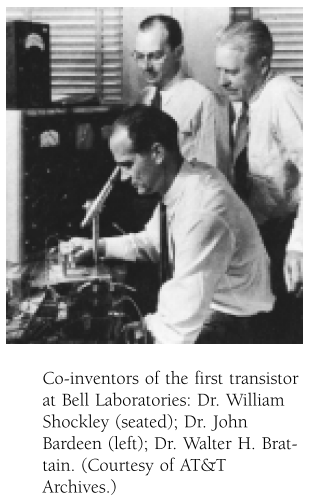 Co-inventors of the first transistor
at Bell Laboratories: Dr. William
Shockley (seated); Dr. John
Bardeen (left); Dr. Walter H. Brat-
tain. (Courtesy of AT&T
Archives.)